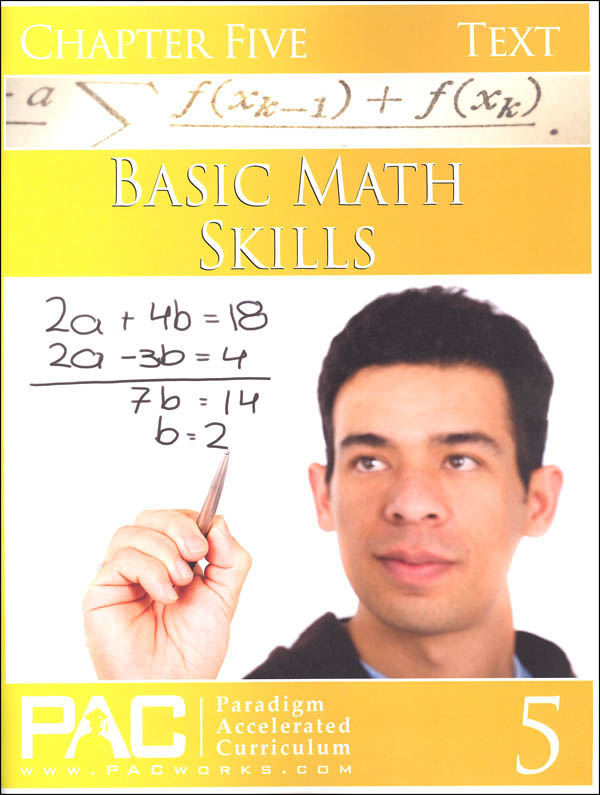 CHAPTER FIVE TEXT
-a ∑ f(xₖ₋₁) + f(xₖ).
BASIC MATH
SKILLS
2a + 4b = 18
2a - 3b = 4
7b = 14
b = 2
PAC
Paradigm
Accelerated
Curriculum
WWW.PACWORKS.COM
5